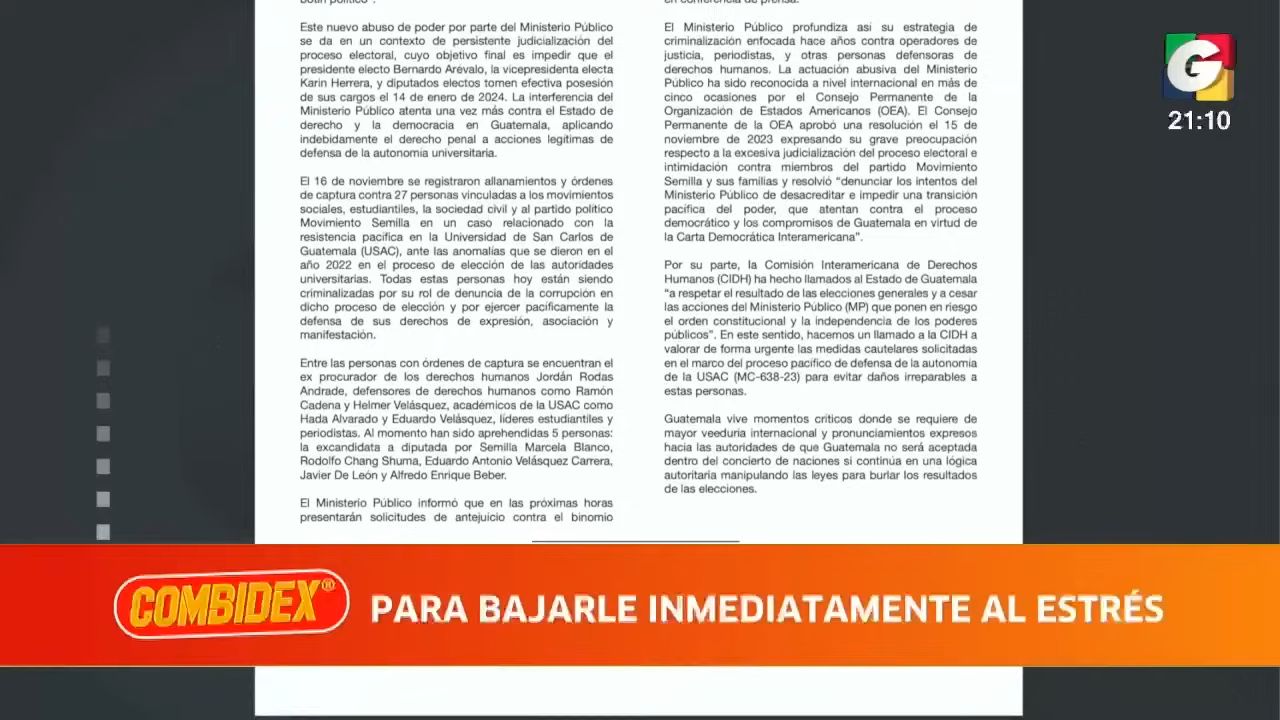 botín político".
Este nuevo abuso de poder por parte del Ministerio Público
se da en un contexto de persistente judicialización del
proceso electoral, cuyo objetivo final es impedir que el
presidente electo Bernardo Arévalo, la vicepresidenta electa
Karin Herrera, y diputados electos tomen efectiva posesión
de sus cargos el 14 de enero de 2024. La interferencia del
Ministerio Público atenta una vez más contra el Estado de
derecho y la democracia en Guatemala, aplicando
indebidamente el derecho penal a acciones legítimas de
defensa de la autonomía universitaria.
El 16 de noviembre se registraron allanamientos y órdenes
de captura contra 27 personas vinculadas a los movimientos
sociales, estudiantiles, la sociedad civil y al partido político
Movimiento Semilla en un caso relacionado con la
resistencia pacífica en la Universidad de San Carlos de
Guatemala (USAC), ante las anomalías que se dieron en el
año 2022 en el proceso de elección de las autoridades
universitarias. Todas estas personas hoy están siendo
criminalizadas por su rol de denuncia de la corrupción en
dicho proceso de elección y por ejercer pacíficamente la
defensa de sus derechos de expresión, asociación y
manifestación.
Entre las personas con órdenes de captura se encuentran el
ex procurador de los derechos humanos Jordán Rodas
Andrade, defensores de derechos humanos como Ramón
Cadena y Helmer Velásquez, académicos de la USAC como
Hada Alvarado y Eduardo Velásquez, líderes estudiantiles y
periodistas. Al momento han sido aprehendidas 5 personas:
la excandidata a diputada por Semilla Marcela Blanco,
Rodolfo Chang Shuma, Eduardo Antonio Velásquez Carrera,
Javier De León y Alfredo Enrique Beber.
El Ministerio Público informó que en las próximas horas
presentarán solicitudes de antejuicio contra el binomio
en conferencia de prensa.
El Ministerio Público profundiza así su estrategia de
criminalización enfocada hace años contra operadores de
justicia, periodistas, y otras personas defensoras de
derechos humanos. La actuación abusiva del Ministerio
Público ha sido reconocida a nivel internacional en más de
cinco ocasiones por el Consejo Permanente de la
Organización de Estados Americanos (OEA). El Consejo
Permanente de la OEA aprobó una resolución el 15 de
noviembre de 2023 expresando su grave preocupación
respecto a la excesiva judicialización del proceso electoral e
intimidación contra miembros del partido Movimiento
Semilla y sus familias y resolvió “denunciar los intentos del
Ministerio Público de desacreditar e impedir una transición
pacífica del poder, que atentan contra el proceso
democrático y los compromisos de Guatemala en virtud de
la Carta Democrática Interamericana”.
Por su parte, la Comisión Interamericana de Derechos
Humanos (CIDH) ha hecho llamados al Estado de Guatemala
“a respetar el resultado de las elecciones generales y a cesar
las acciones del Ministerio Público (MP) que ponen en riesgo
el orden constitucional y la independencia de los poderes
públicos”. En este sentido, hacemos un llamado a la CIDH a
valorar de forma urgente las medidas cautelares solicitadas
en el marco del proceso pacífico de defensa de la autonomía
de la USAC (MC-638-23) para evitar daños irreparables a
estas personas.
Guatemala vive momentos críticos donde se requiere de
mayor veeduría internacional y pronunciamientos expresos
hacia las autoridades de que Guatemala no será aceptada
dentro del concierto de naciones si continúa en una lógica
autoritaria manipulando las leyes para burlar los resultados
de las elecciones.
G
21:10
COMBIDEX®
PARA BAJARLE INMEDIATAMENTE AL ESTRÉS